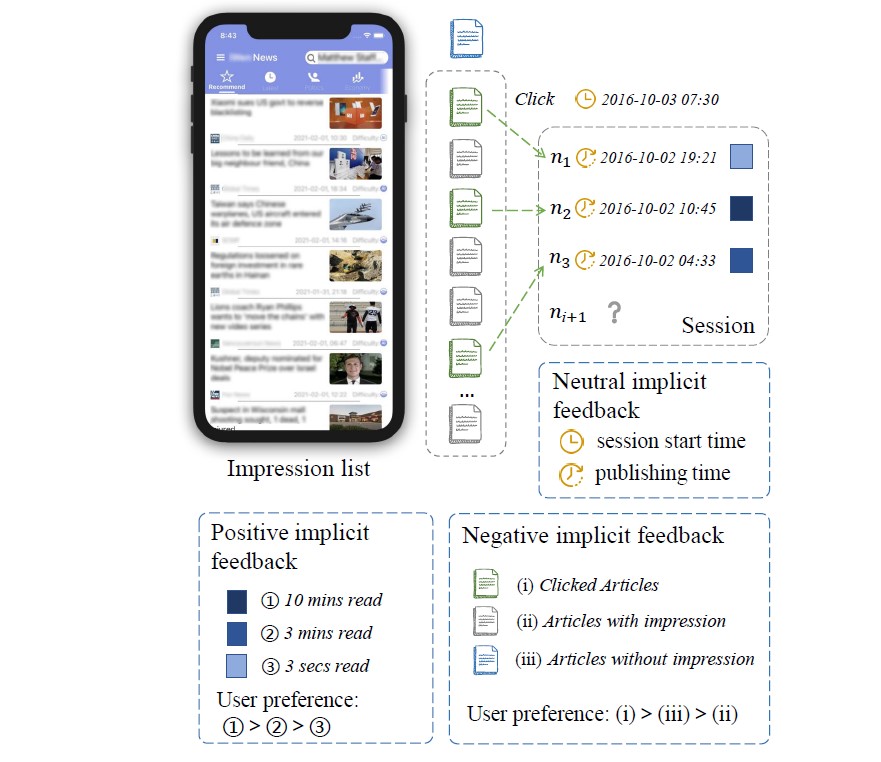 8:43
News
Matthew Staff..
Recommend
Xiaomi sues US govt to reverse
blacklisting
China Daily 2021-02-01, 10:30 Difficulty
Lessons to be learned from our
big neighbour friend, China
Global Times 2021-02-01, 18:34 Difficulty
Taiwan says Chinese
warplanes, US aircraft entered
its air defence zone
2021-02-01, 14:16 Difficulty
Regulations loosened on
foreign investment in rare
earths in Hainan
Global Times 2021-01-31, 21:18 Difficulty
Lions coach Ryan Phillips
wants to 'move the chains' with
new video series
2021-02-01, 06:47 Difficulty
Kushner, deputy nominated for
Nobel Peace Prize over Israel
deals
2021-02-01, 12:22 Difficulty
Suspect in Wisconsin mall
shooting sought, 1 dead, 1
injured
Impression list
...
Click 2016-10-03 07:30
n1 2016-10-02 19:21
n2 2016-10-02 10:45
n3 2016-10-02 04:33
ni+1 ?
Session
Neutral implicit
feedback
session start time
publishing time
Positive implicit
feedback
① 10 mins read
② 3 mins read
③ 3 secs read
User preference:
① > ② > ③
Negative implicit feedback
(i) Clicked Articles
(ii) Articles with impression
(iii) Articles without impression
User preference: (i) > (iii) > (ii)